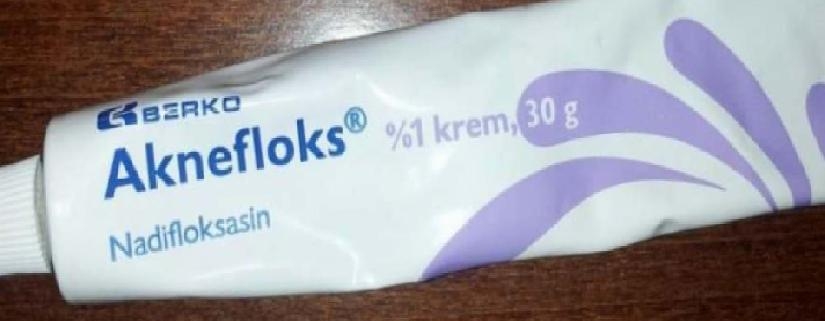 BERKO
Aknefloks® %1 krem, 30 g
Nadifloksasin